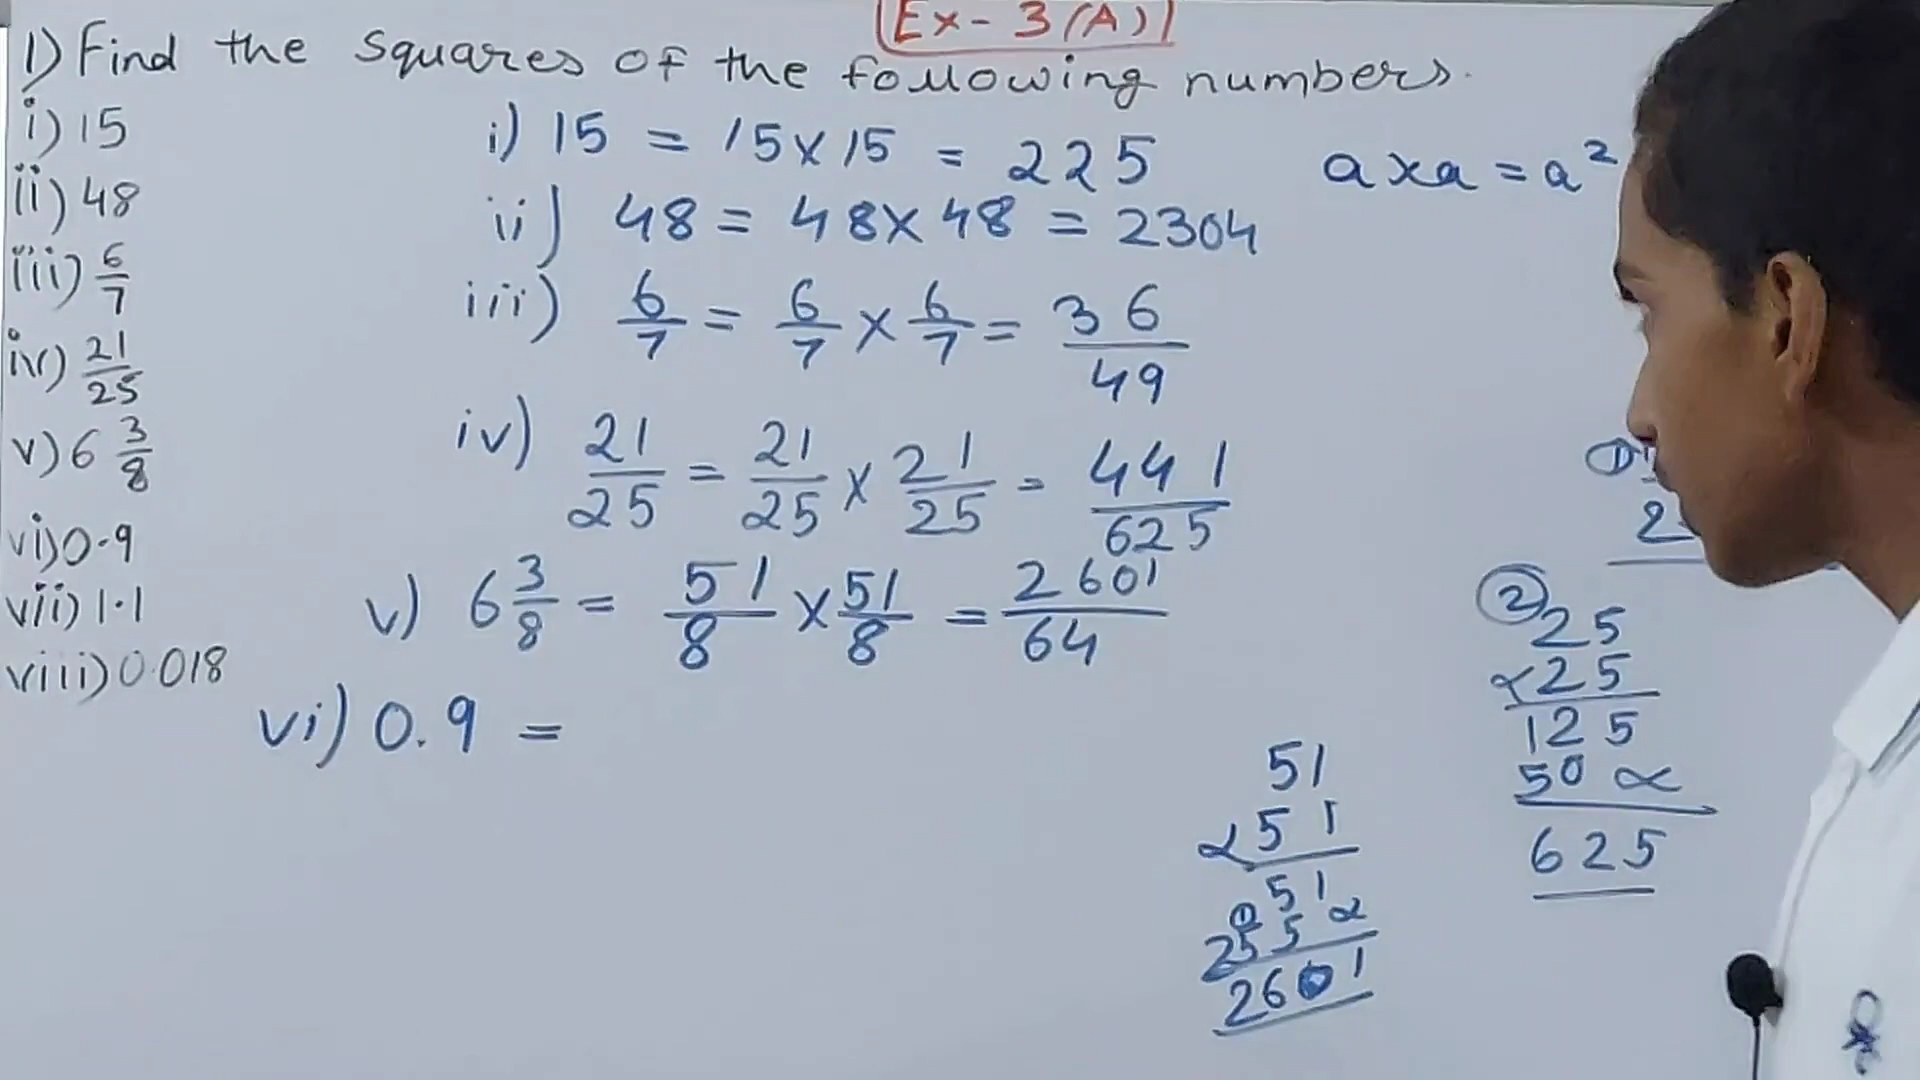 Ex - 3(A)
1) Find the squares of the following numbers.
i) 15
ii) 48
iii) 6/7
iv) 21/25
v) 6 3/8
vi) 0.9
vii) 1.1
viii) 0.018
i) 15 = 15 x 15 = 225
a x a = a²
ii) 48 = 48 x 48 = 2304
iii) 6/7 = 6/7 x 6/7 = 36/49
iv) 21/25 = 21/25 x 21/25 = 441/625
v) 6 3/8 = 51/8 x 51/8 = 2601/64
vi) 0.9 =
51
x 51
51
1
255 x
2601
2
25
x 25
125
50 x
625